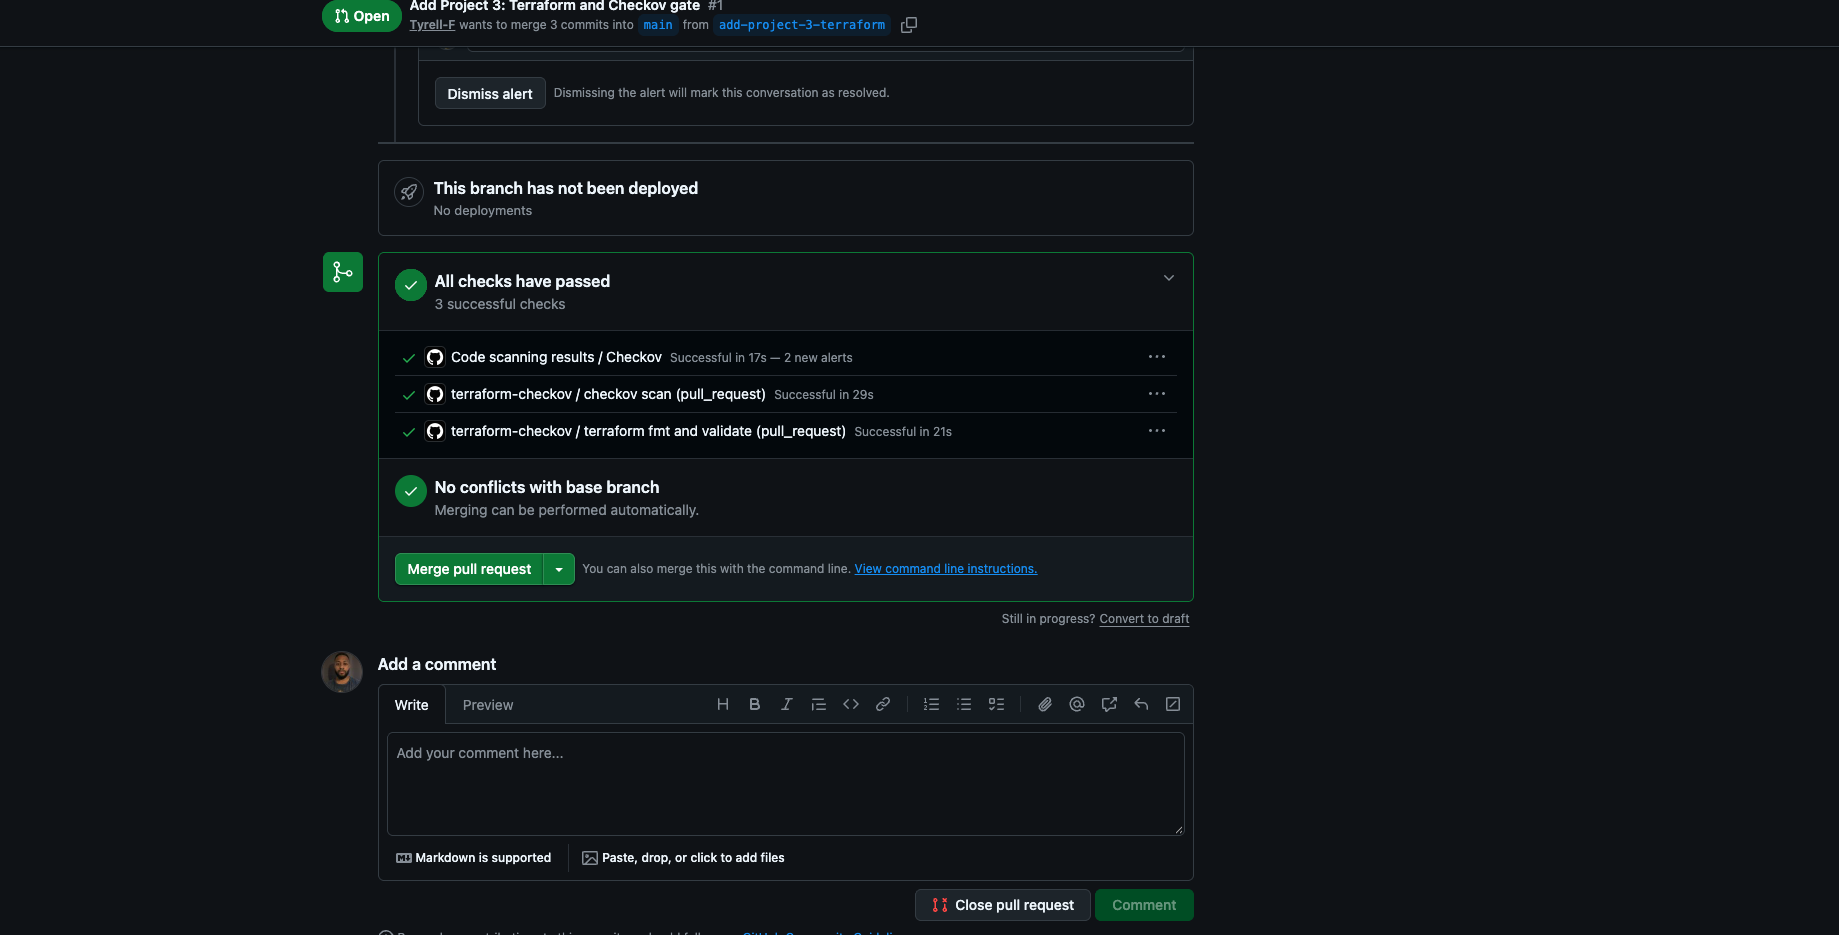 Open
Add Project 3: Terraform and Checkov gate #1
Tyrell-F wants to merge 3 commits into main from add-project-3-terraform
Dismiss alert Dismissing the alert will mark this conversation as resolved.
This branch has not been deployed
No deployments
All checks have passed
3 successful checks
Code scanning results / Checkov Successful in 17s — 2 new alerts
terraform-checkov / checkov scan (pull_request) Successful in 29s
terraform-checkov / terraform fmt and validate (pull_request) Successful in 21s
No conflicts with base branch
Merging can be performed automatically.
Merge pull request You can also merge this with the command line. View command line instructions.
Still in progress? Convert to draft
Add a comment
Write Preview
Add your comment here...
Markdown is supported Paste, drop, or click to add files
Close pull request Comment